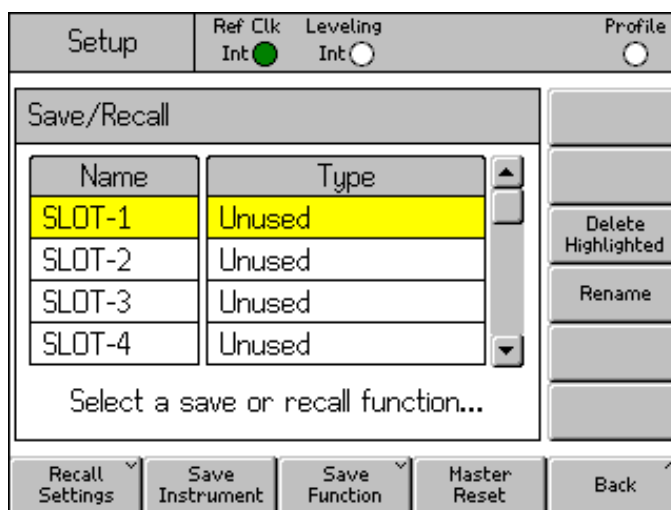 Setup
Ref Clk Leveling
Int Int
Profile
Save/Recall
Name Type
SLOT-1 Unused
SLOT-2 Unused
SLOT-3 Unused
SLOT-4 Unused
Select a save or recall function...
Delete
Highlighted
Rename
Recall
Settings
Save
Instrument
Save
Function
Master
Reset
Back